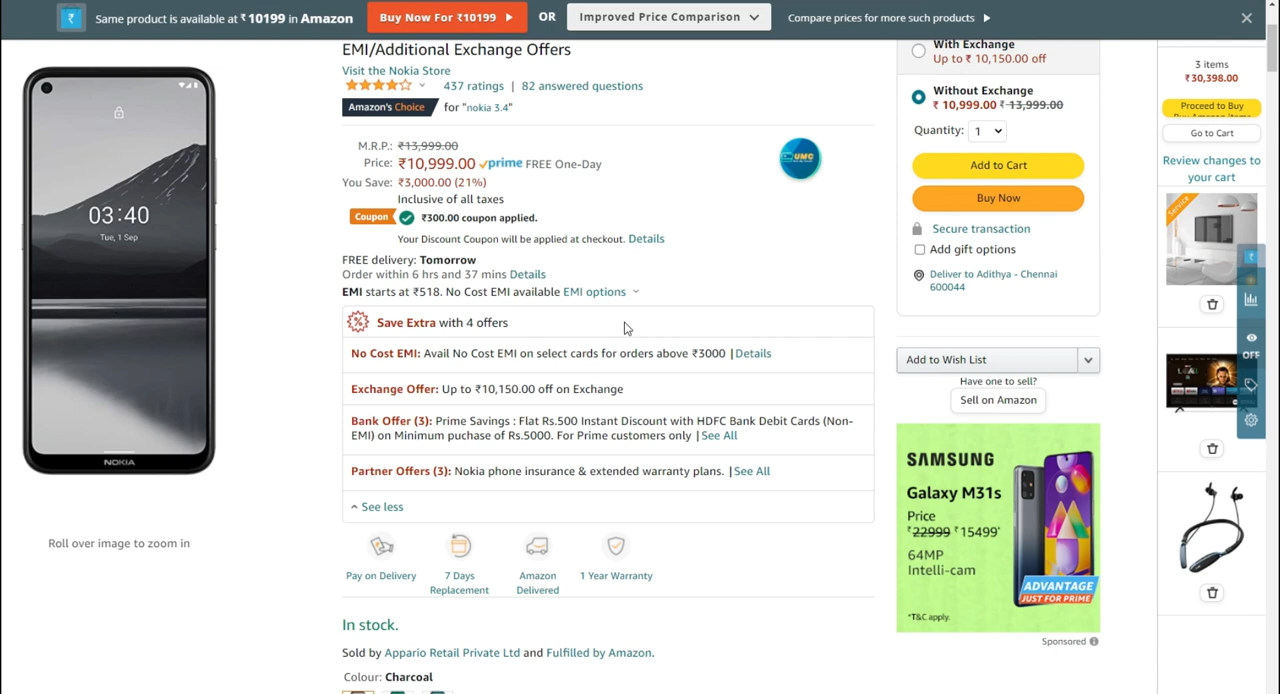 Same product is available at ₹ 10199 in Amazon
Buy Now For ₹10199
OR
Improved Price Comparison
Compare prices for more such products
EMI/Additional Exchange Offers
Visit the Nokia Store
437 ratings | 82 answered questions
Amazon's Choice for "nokia 3.4"
M.R.P.: ₹13,999.00
Price: ₹10,999.00 prime FREE One-Day
You Save: ₹3,000.00 (21%)
Inclusive of all taxes
Coupon ₹300.00 coupon applied.
Your Discount Coupon will be applied at checkout. Details
FREE delivery: Tomorrow
Order within 6 hrs and 37 mins Details
EMI starts at ₹518. No Cost EMI available EMI options
Save Extra with 4 offers
No Cost EMI: Avail No Cost EMI on select cards for orders above ₹3000 | Details
Exchange Offer: Up to ₹10,150.00 off on Exchange
Bank Offer (3): Prime Savings : Flat Rs.500 Instant Discount with HDFC Bank Debit Cards (Non-
EMI) on Minimum puchase of Rs.5000. For Prime customers only | See All
Partner Offers (3): Nokia phone insurance & extended warranty plans. | See All
See less
Pay on Delivery
7 Days
Replacement
Amazon
Delivered
1 Year Warranty
In stock.
Sold by Appario Retail Private Ltd and Fulfilled by Amazon.
Colour: Charcoal
03:40
Tue, 1 Sep
NOKIA
Roll over image to zoom in
UMC
With Exchange
Up to ₹ 10,150.00 off
Without Exchange
₹ 10,999.00 ₹ 13,999.00
Quantity: 1
Add to Cart
Buy Now
Secure transaction
Add gift options
Deliver to Adithya - Chennai
600044
Add to Wish List
Have one to sell?
Sell on Amazon
SAMSUNG
Galaxy M31s
Price
₹22999 ₹15499*
64MP
Intelli-cam
ADVANTAGE
JUST FOR PRIME
*T&C apply.
Sponsored
3 items
₹30,398.00
Proceed to Buy
Buy Amazon items
Go to Cart
Review changes to
your cart
Service
OFF